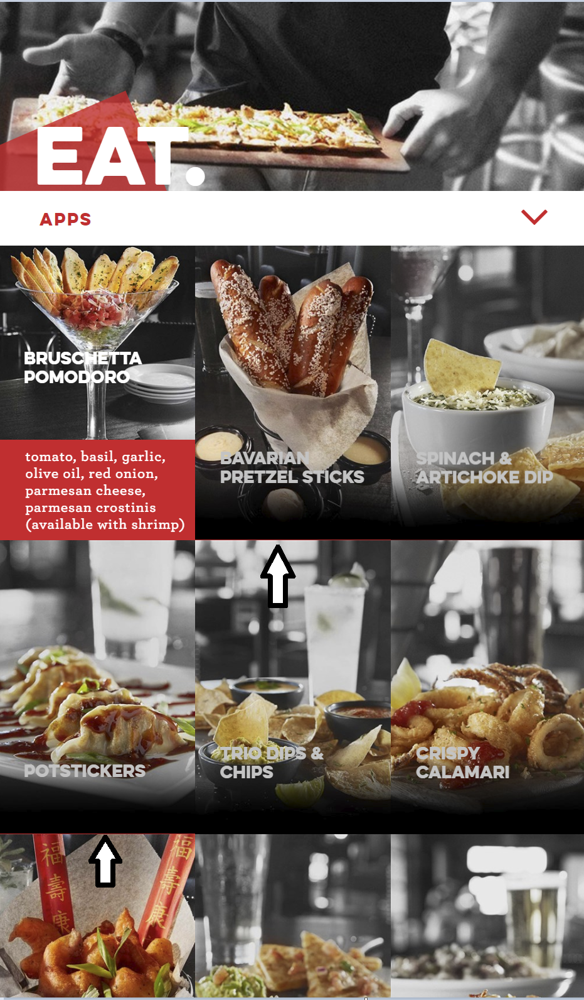 EAT.
APPS
BRUSCHETTA
POMODORO
tomato, basil, garlic,
olive oil, red onion,
parmesan cheese,
parmesan crostinis
(available with shrimp)
BAVARIAN
PRETZEL STICKS
SPINACH &
ARTICHOKE DIP
POTSTICKERS
TRIO DIPS &
CHIPS
CRISPY
CALAMARI
福
壽
康
福
壽
康